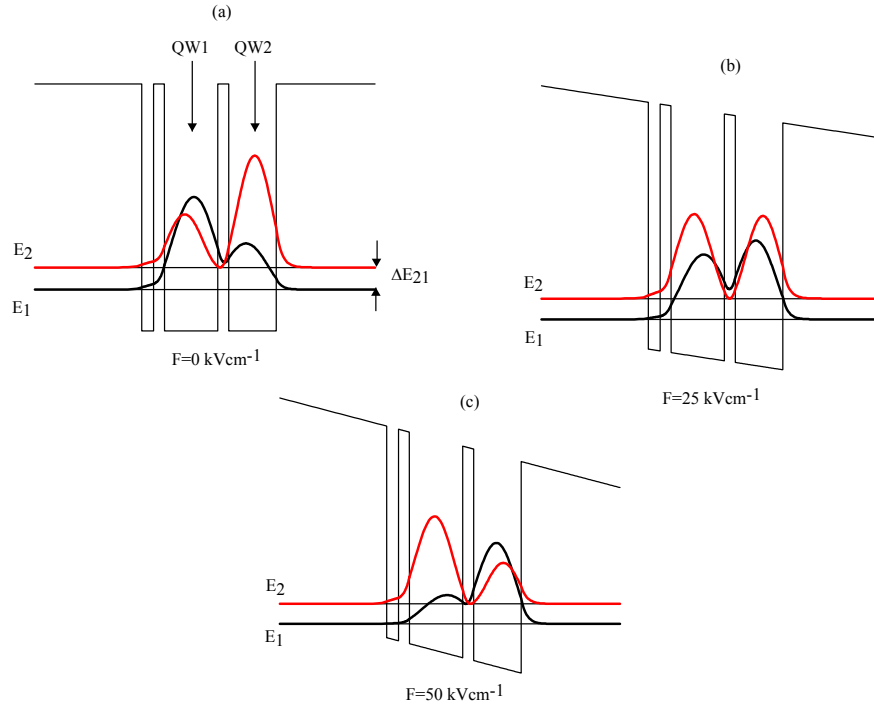 (a)
QW1 QW2
(b)
E2
ΔE21
E1
F=0 kVcm-1
E2
E1
F=25 kVcm-1
(c)
E2
E1
F=50 kVcm-1